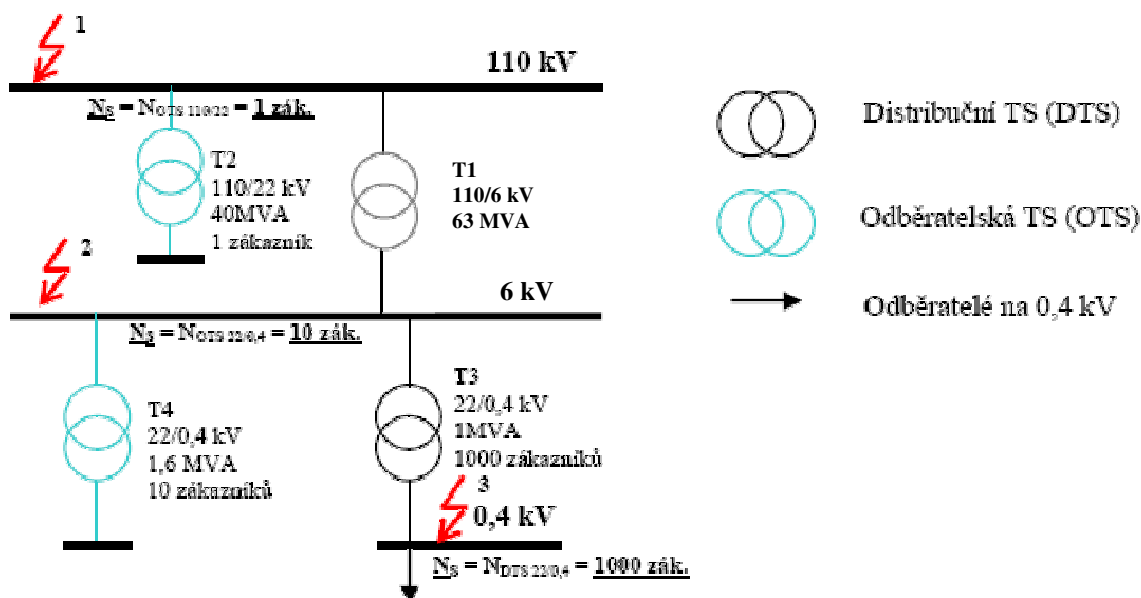 1
110 kV
N_S = N_OTS 110/22 = 1 zák.
T2
110/22 kV
40MVA
1 zákazník
T1
110/6 kV
63 MVA
2
6 kV
N_S = N_OTS 22/0,4 = 10 zák.
T4
22/0,4 kV
1,6 MVA
10 zákazníků
T3
22/0,4 kV
1MVA
1000 zákazníků
3
0,4 kV
N_S = N_DTS 22/0,4 = 1000 zák.
Distribuční TS (DTS)
Odběratelská TS (OTS)
Odběratelé na 0,4 kV